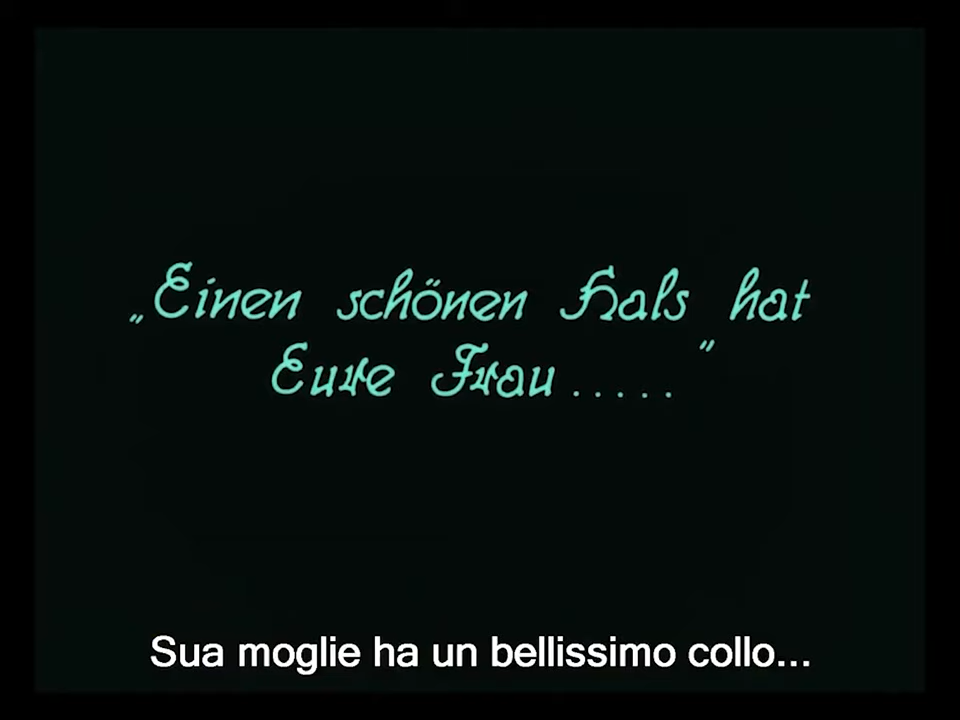 „Einen schönen Hals hat
Eure Frau....."
Sua moglie ha un bellissimo collo...